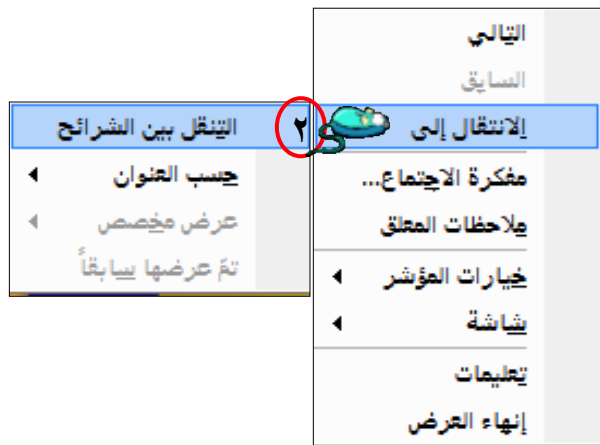 التالي
السابق
الانتقال إلى
مفكرة الاجتماع...
ملاحظات المعلق
خيارات المؤشر
شاشة
تعليمات
إنهاء العرض
٢
التنقل بين الشرائح
حسب العنوان
عرض مخصص
تمّ عرضها سابقاً